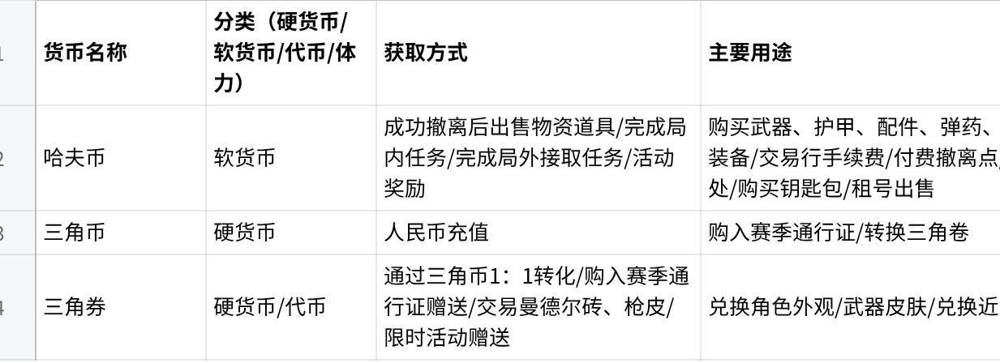 1
货币名称
分类（硬货币/
软货币/代币/体
力）
获取方式
主要用途
2
哈夫币
软货币
成功撤离后出售物资道具/完成局
内任务/完成局外接取任务/活动
奖励
购买武器、护甲、配件、弹药、
装备/交易行手续费/付费撤离点/
处/购买钥匙包/租号出售
3
三角币
硬货币
人民币充值
购入赛季通行证/转换三角卷
4
三角券
硬货币/代币
通过三角币1：1转化/购入赛季通
行证赠送/交易曼德尔砖、枪皮/
限时活动赠送
兑换角色外观/武器皮肤/兑换近